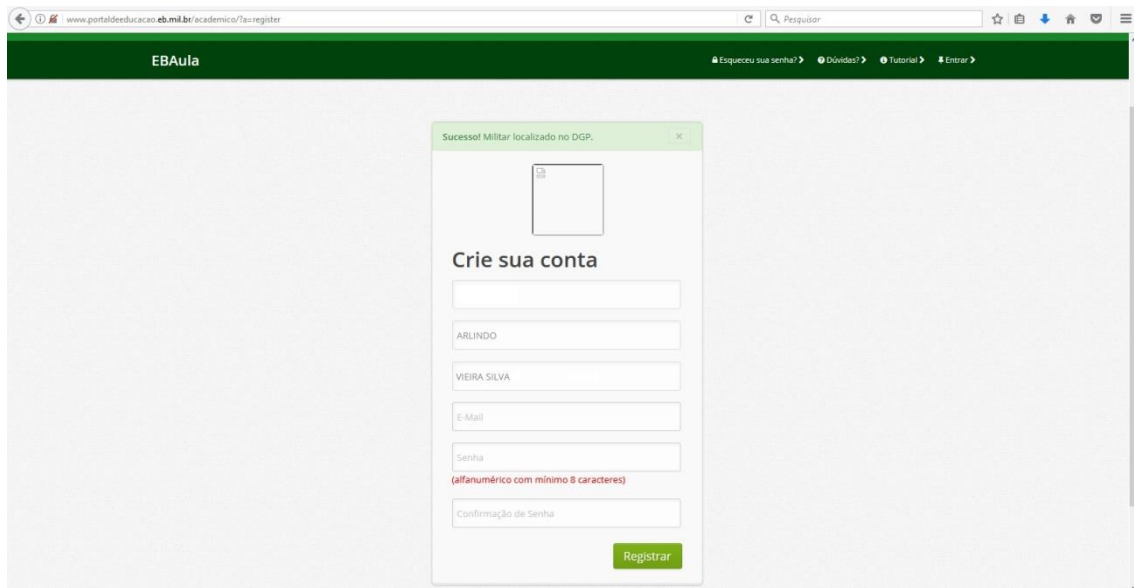 www.portaldeeducacao.eb.mil.br/academico/?a=register
Pesquisar
EBAula
Esqueceu sua senha?
Dúvidas?
Tutorial
Entrar
Sucesso! Militar localizado no DGP.
Crie sua conta
ARLINDO
VIEIRA SILVA
E-Mail
Senha
(alfanumérico com mínimo 8 caracteres)
Confirmação de Senha
Registrar